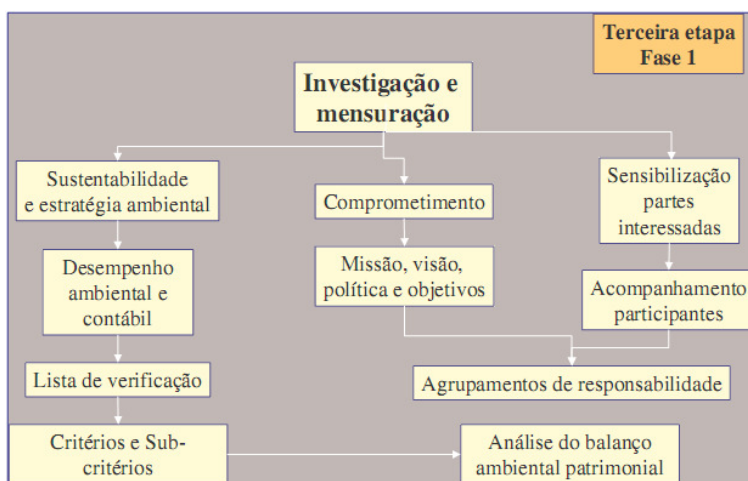 Terceira etapa
Fase 1
Investigação e
mensuração
Sustentabilidade
e estratégia ambiental
Comprometimento
Sensibilização
partes
interessadas
Desempenho
ambiental e
contábil
Missão, visão,
política e objetivos
Acompanhamento
participantes
Lista de verificação
Agrupamentos de responsabilidade
Critérios e Sub-
critérios
Análise do balanço
ambiental patrimonial